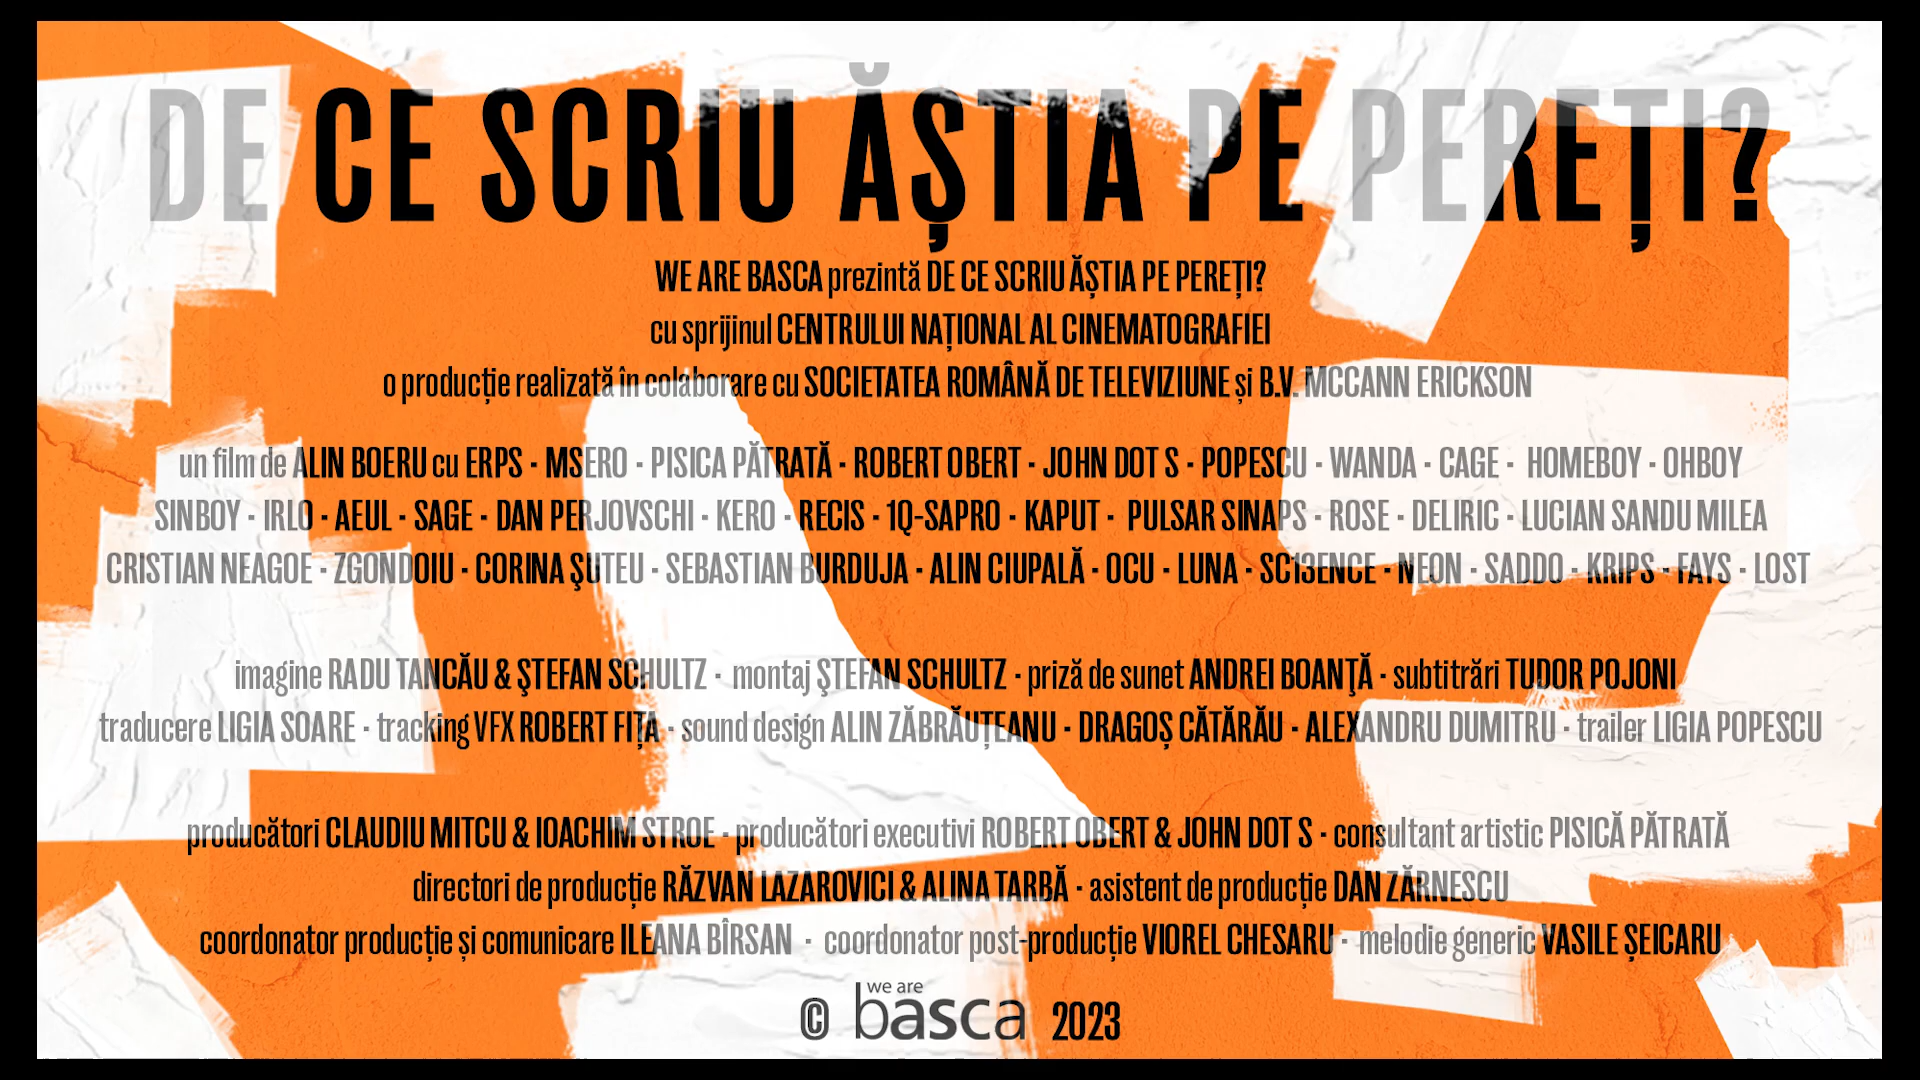 DE CE SCRIU ĂȘTIA PE PEREȚI?
WE ARE BASCA prezintă DE CE SCRIU ĂȘTIA PE PEREȚI?
cu sprijinul CENTRULUI NAȚIONAL AL CINEMATOGRAFIEI
o producție realizată în colaborare cu SOCIETATEA ROMÂNĂ DE TELEVIZIUNE și B.V. MCCANN ERICKSON
un film de ALIN BOERU cu ERPS · MSERO · PISICA PĂTRATĂ · ROBERT OBERT · JOHN DOT S · POPESCU · WANDA · CAGE · HOMEBOY · OHBOY
SINBOY · IRLO · AEUL · SAGE · DAN PERJOVSCHI · KERO · RECIS · 1Q-SAPRO · KAPUT · PULSAR SINAPS · ROSE · DELIRIC · LUCIAN SANDU MILEA
CRISTIAN NEAGOE · ZGONDOIU · CORINA ŞUTEU · SEBASTIAN BURDUJA · ALIN CIUPALĂ · OCU · LUNA · SC13ENCE · NEON · SADDO · KRIPS · FAYS · LOST
imagine RADU TANCĂU & ŞTEFAN SCHULTZ · montaj ŞTEFAN SCHULTZ · priză de sunet ANDREI BOANŢĂ · subtitrări TUDOR POJONI
traducere LIGIA SOARE · tracking VFX ROBERT FIȚA · sound design ALIN ZĂBRĂUȚEANU · DRAGOȘ CĂTĂRĂU · ALEXANDRU DUMITRU · trailer LIGIA POPESCU
producători CLAUDIU MITCU & IOACHIM STROE · producători executivi ROBERT OBERT & JOHN DOT S · consultant artistic PISICĂ PĂTRATĂ
directori de producție RĂZVAN LAZAROVICI & ALINA TARBĂ · asistent de producție DAN ZĂRNESCU
coordonator producție și comunicare ILEANA BÎRSAN · coordonator post-producție VIOREL CHESARU · melodie generic VASILE ȘEICARU
© we are basca 2023